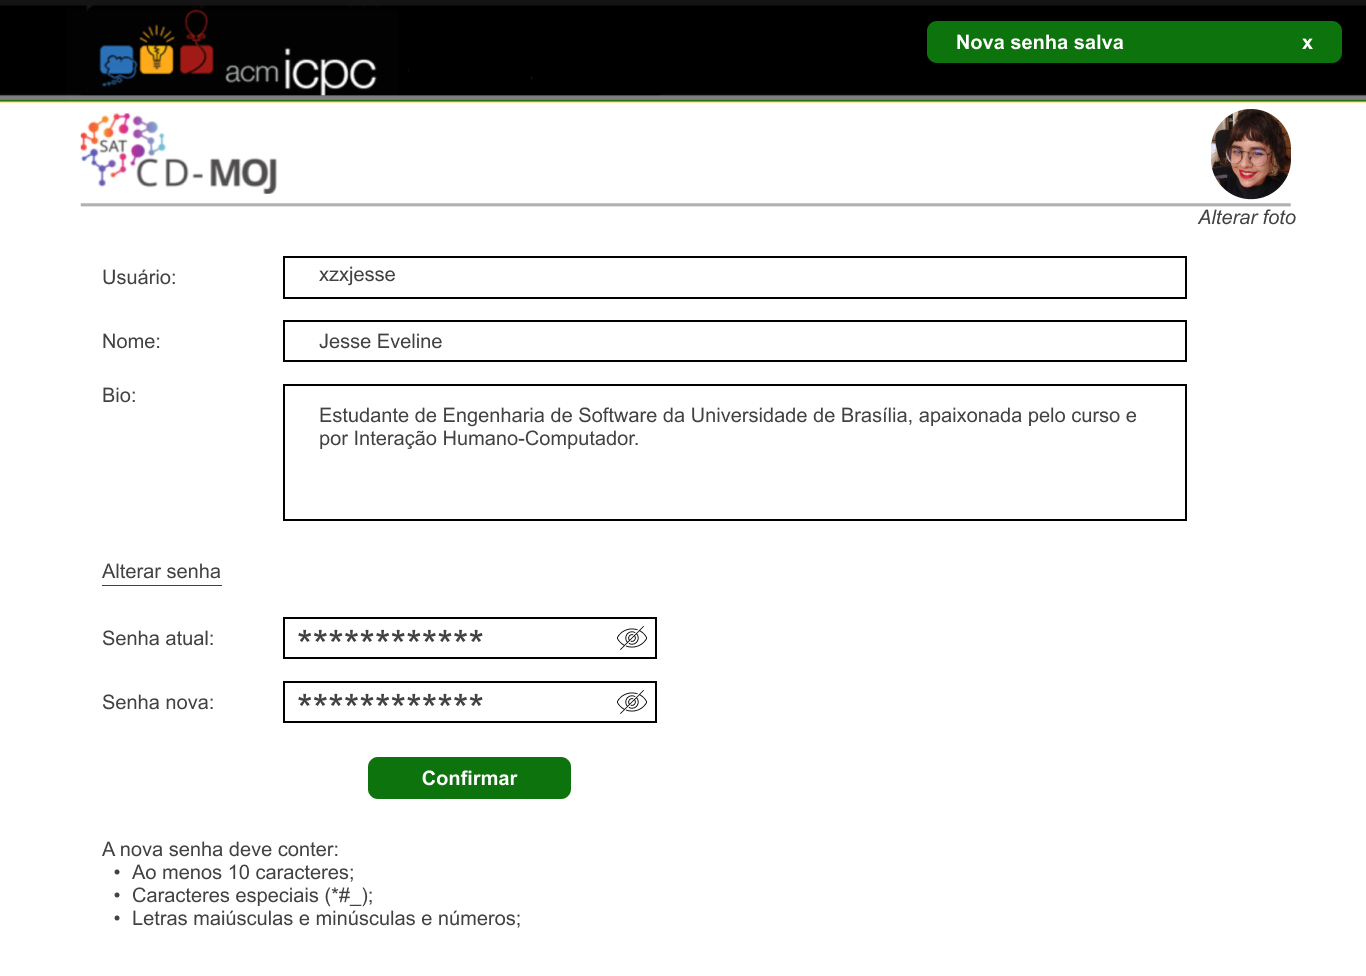 acm icpc
Nova senha salva x
SAT
CD-MOJ
Alterar foto
Usuário: xzxjesse
Nome: Jesse Eveline
Bio: Estudante de Engenharia de Software da Universidade de Brasília, apaixonada pelo curso e
por Interação Humano-Computador.
Alterar senha
Senha atual: ************
Senha nova: ************
Confirmar
A nova senha deve conter:
• Ao menos 10 caracteres;
• Caracteres especiais (*#_);
• Letras maiúsculas e minúsculas e números;